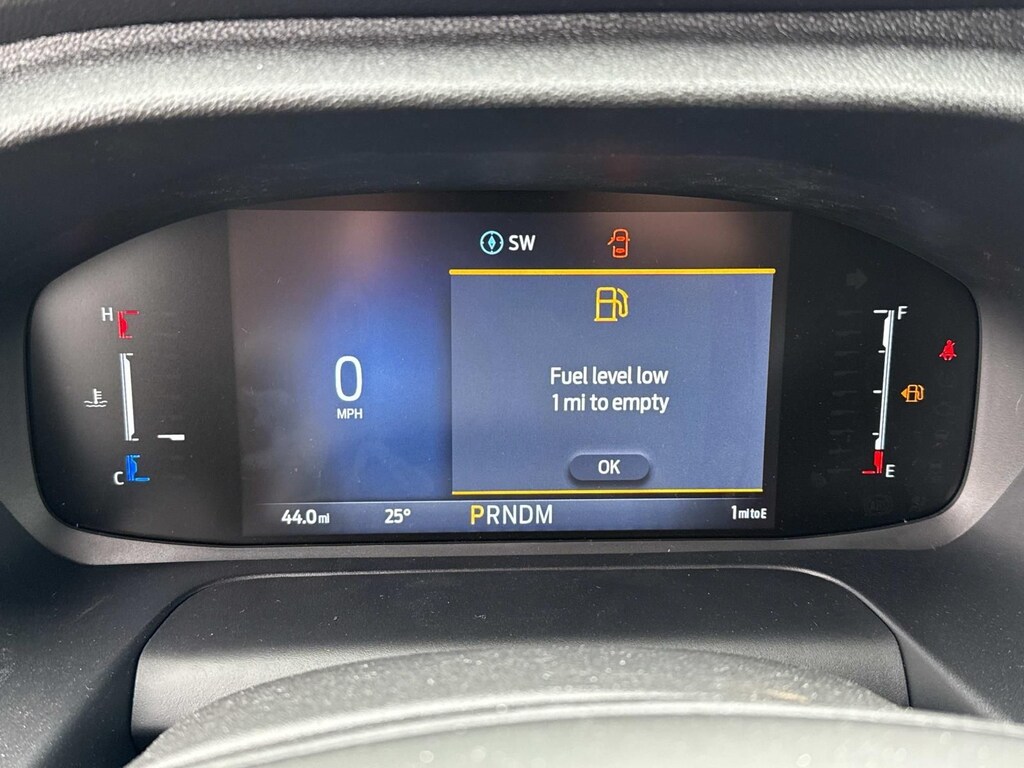 SW
H
F
Fuel level low
0
1 mi to empty
MPH
OK
C
E
44.0 mi 25° PRNDM 1 mi to E